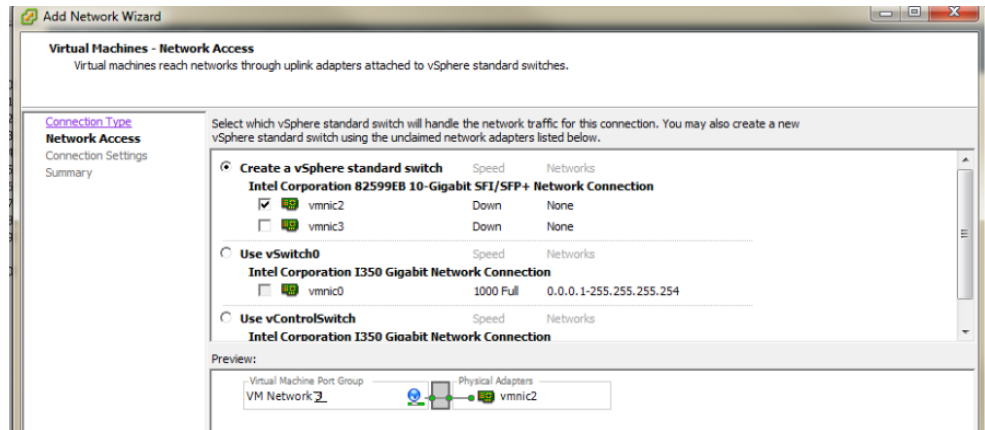 Add Network Wizard
Virtual Machines - Network Access
Virtual machines reach networks through uplink adapters attached to vSphere standard switches.
Connection Type
Network Access
Connection Settings
Summary
Select which vSphere standard switch will handle the network traffic for this connection. You may also create a new
vSphere standard switch using the unclaimed network adapters listed below.
Create a vSphere standard switch Speed Networks
Intel Corporation 82599EB 10-Gigabit SFI/SFP+ Network Connection
vmnic2 Down None
vmnic3 Down None
Use vSwitch0 Speed Networks
Intel Corporation I350 Gigabit Network Connection
vmnic0 1000 Full 0.0.0.1-255.255.255.254
Use vControlSwitch Speed Networks
Intel Corporation I350 Gigabit Network Connection
Preview:
Virtual Machine Port Group Physical Adapters
VM Network 3 vmnic2